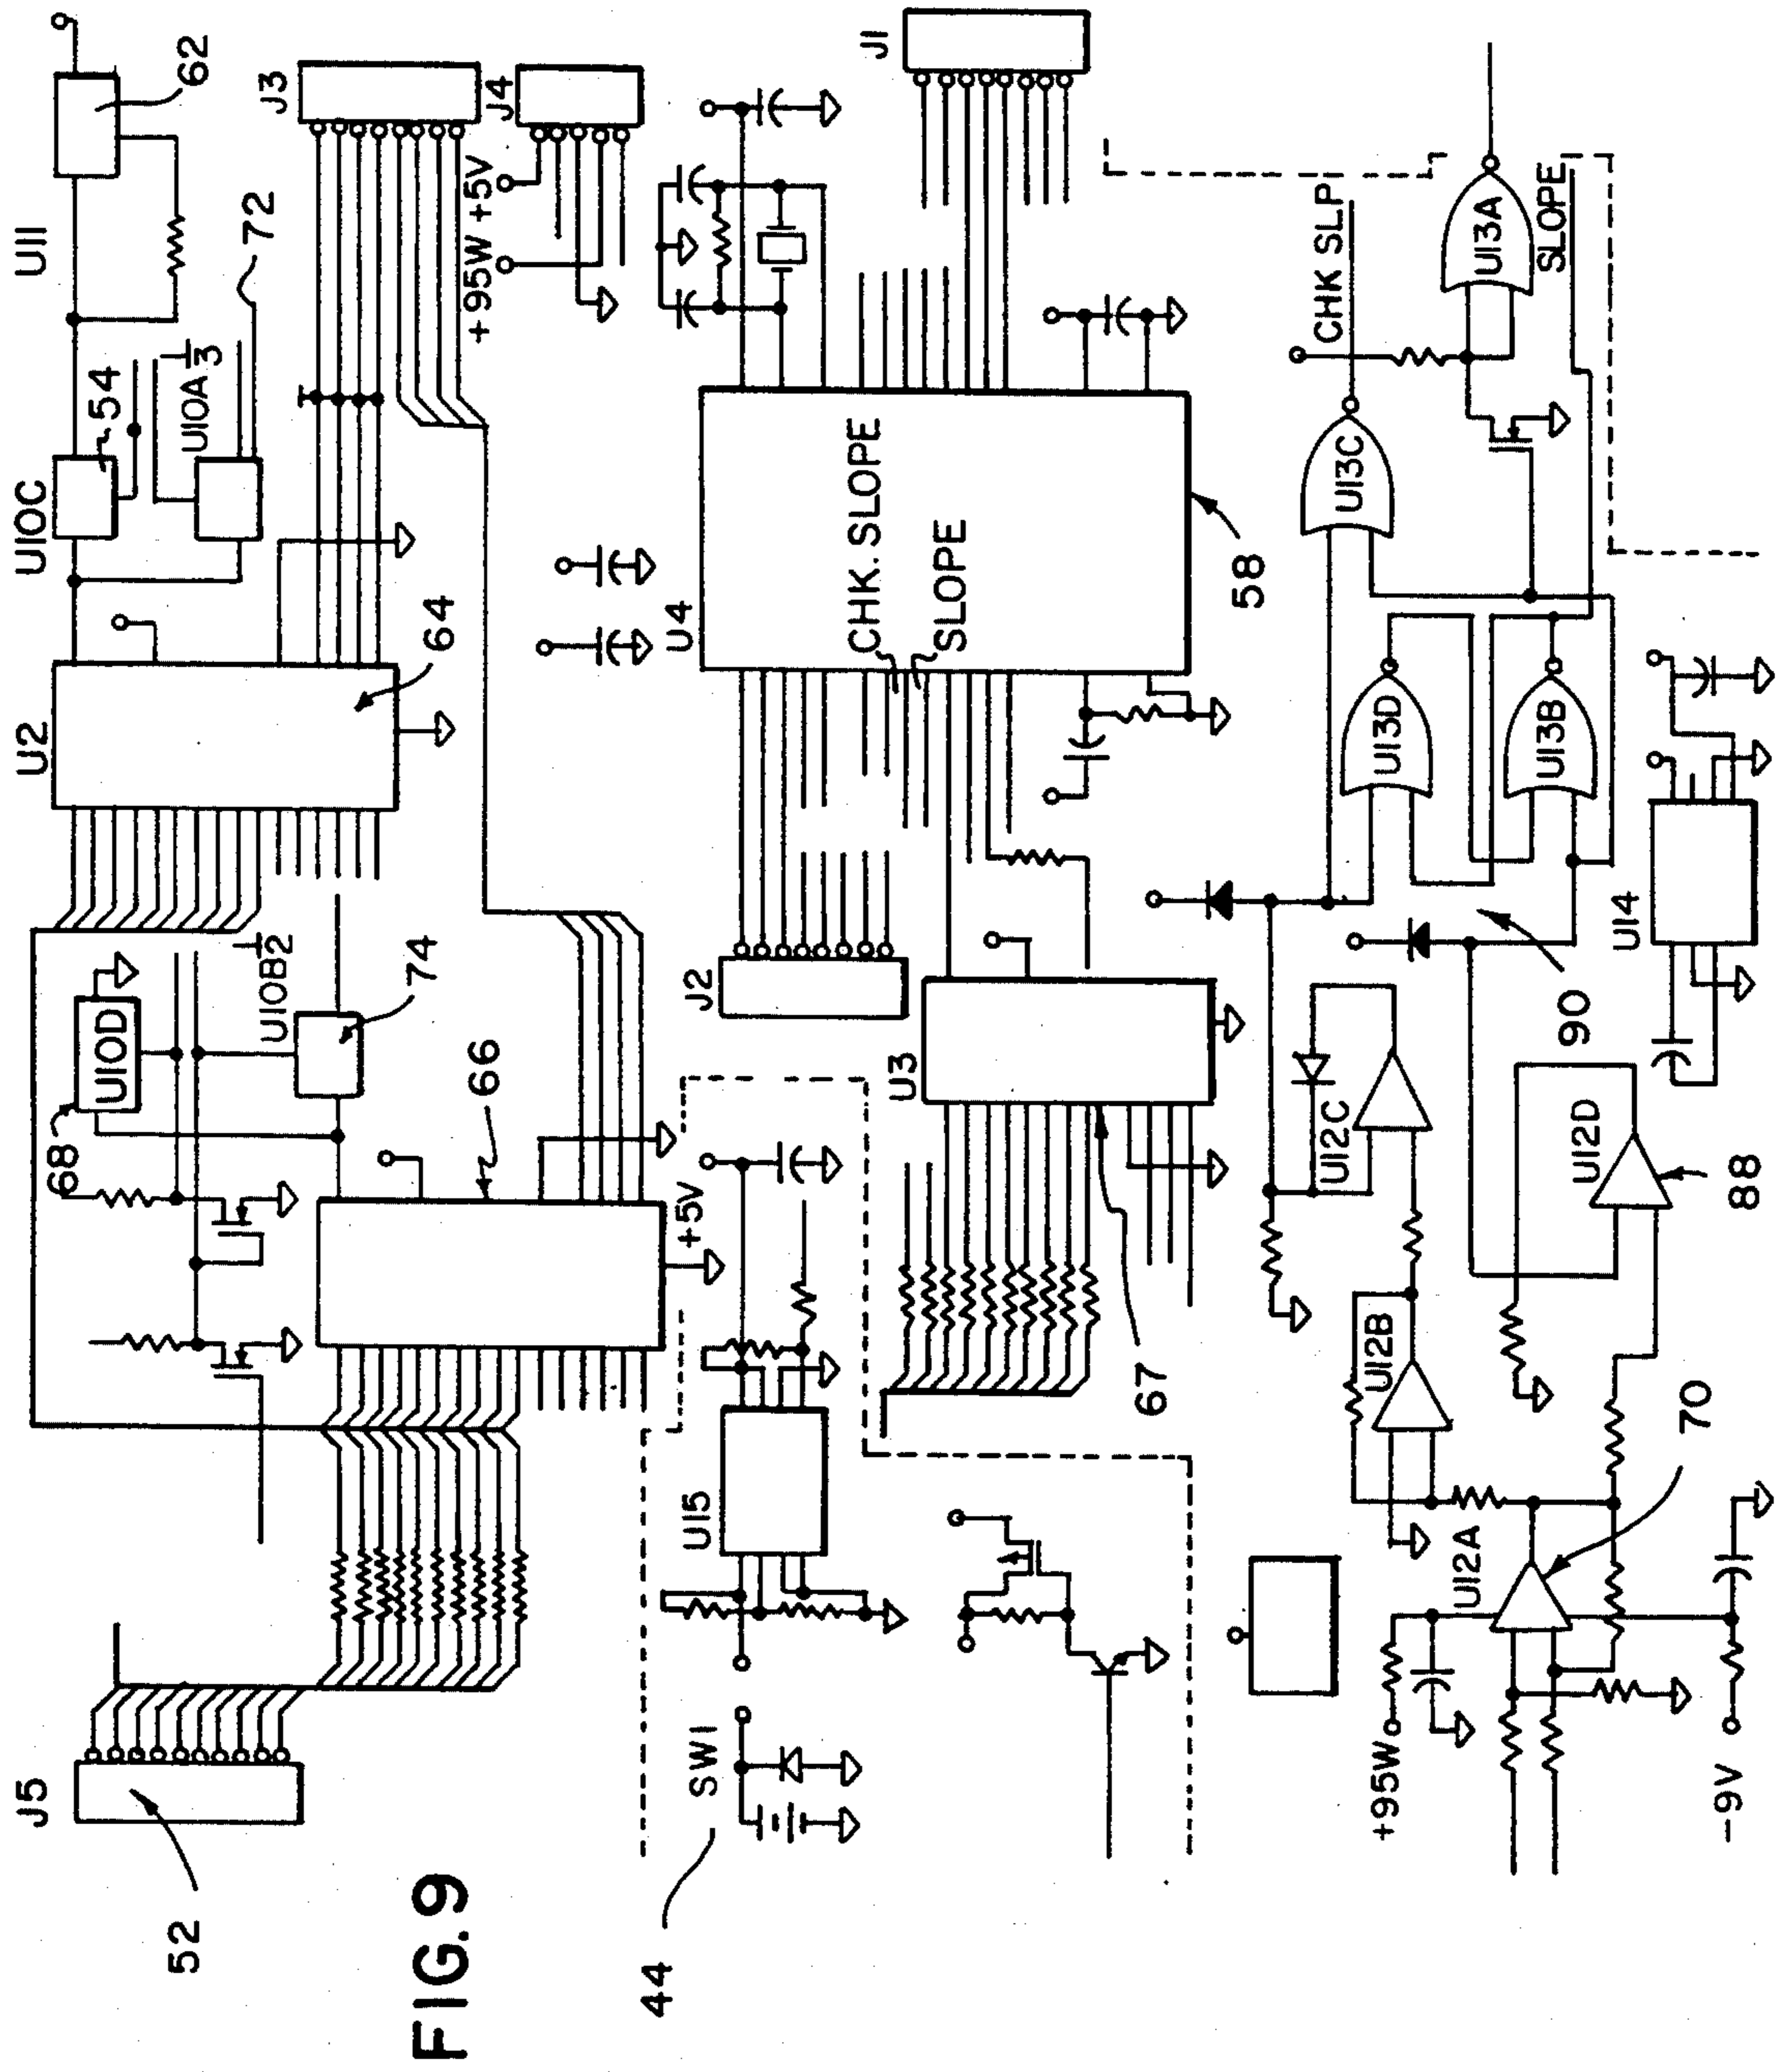 FIG. 9
J5
52
68
U10D
U10B2
74
66
U2
64
U10C
54
U10A
3
72
U11
62
J3
J4
+95W +5V
44
SW1
U15
+5V
J2
U3
67
U4
CHK. SLOPE
SLOPE
58
J1
+95W
-9V
U12A
70
U12B
U12C
U12D
88
90
U13D
U13B
U13C
CHK SLP
U13A
SLOPE
U14